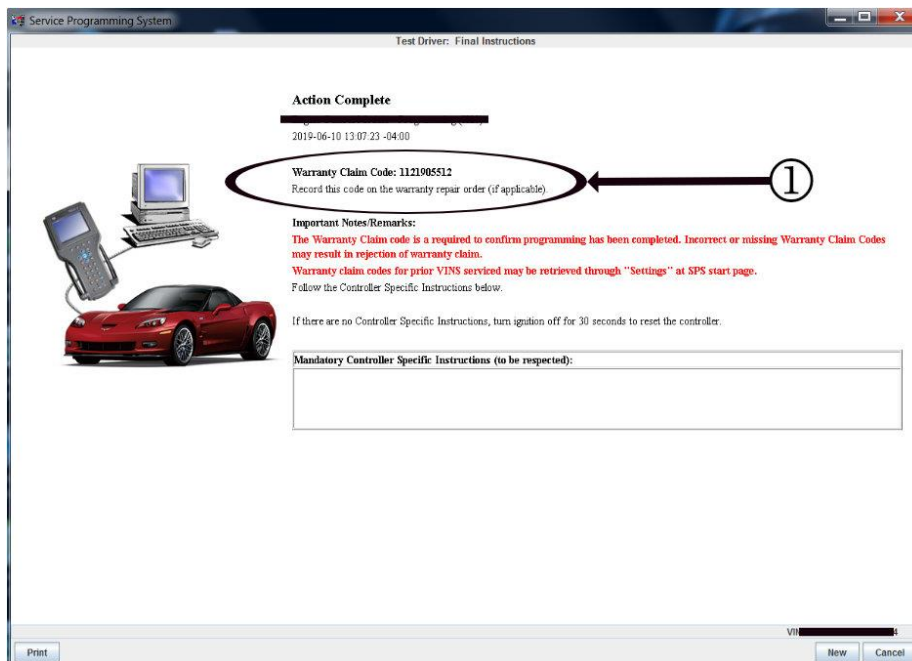 Service Programming System
Test Driver: Final Instructions
Action Complete
2019-06-10 13:07:23 -04:00
Warranty Claim Code: 1121905512
Record this code on the warranty repair order (if applicable).
1
Important Notes/Remarks:
The Warranty Claim code is a required to confirm programming has been completed. Incorrect or missing Warranty Claim Codes
may result in rejection of warranty claim.
Warranty claim codes for prior VINS serviced may be retrieved through "Settings" at SPS start page.
Follow the Controller Specific Instructions below.
If there are no Controller Specific Instructions, turn ignition off for 30 seconds to reset the controller.
Mandatory Controller Specific Instructions (to be respected):
VIN 4
Print
New
Cancel